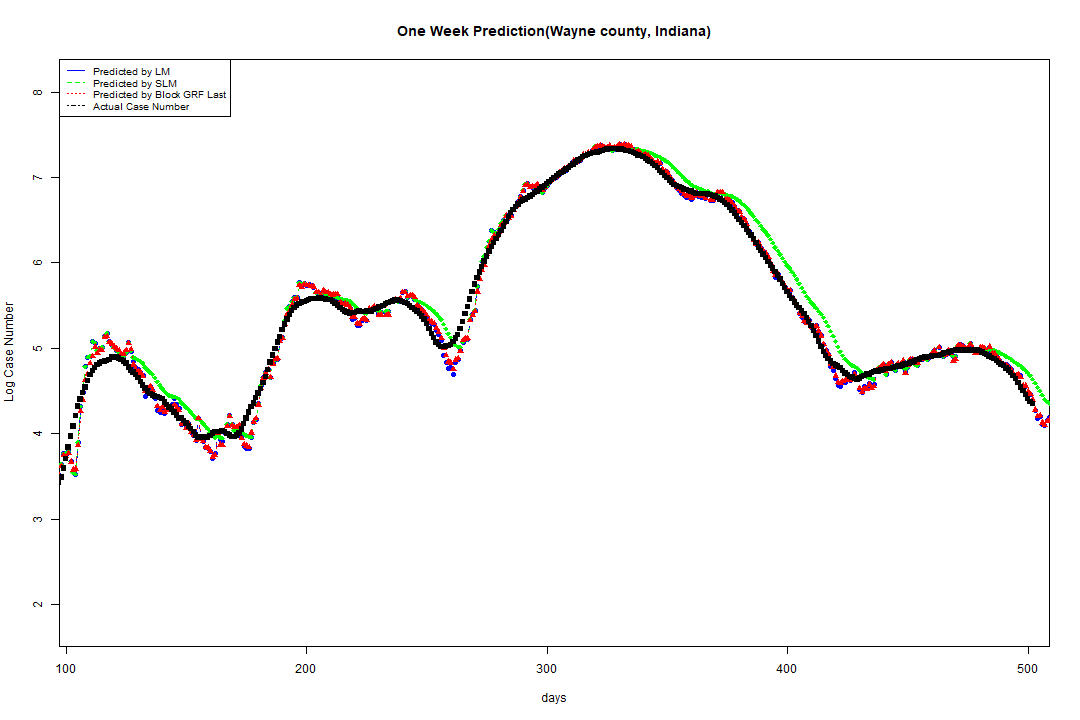 One Week Prediction(Wayne county, Indiana)
Predicted by LM
Predicted by SLM
Predicted by Block GRF Last
Actual Case Number
8
7
6
5
4
3
2
Log Case Number
100 200 300 400 500
days